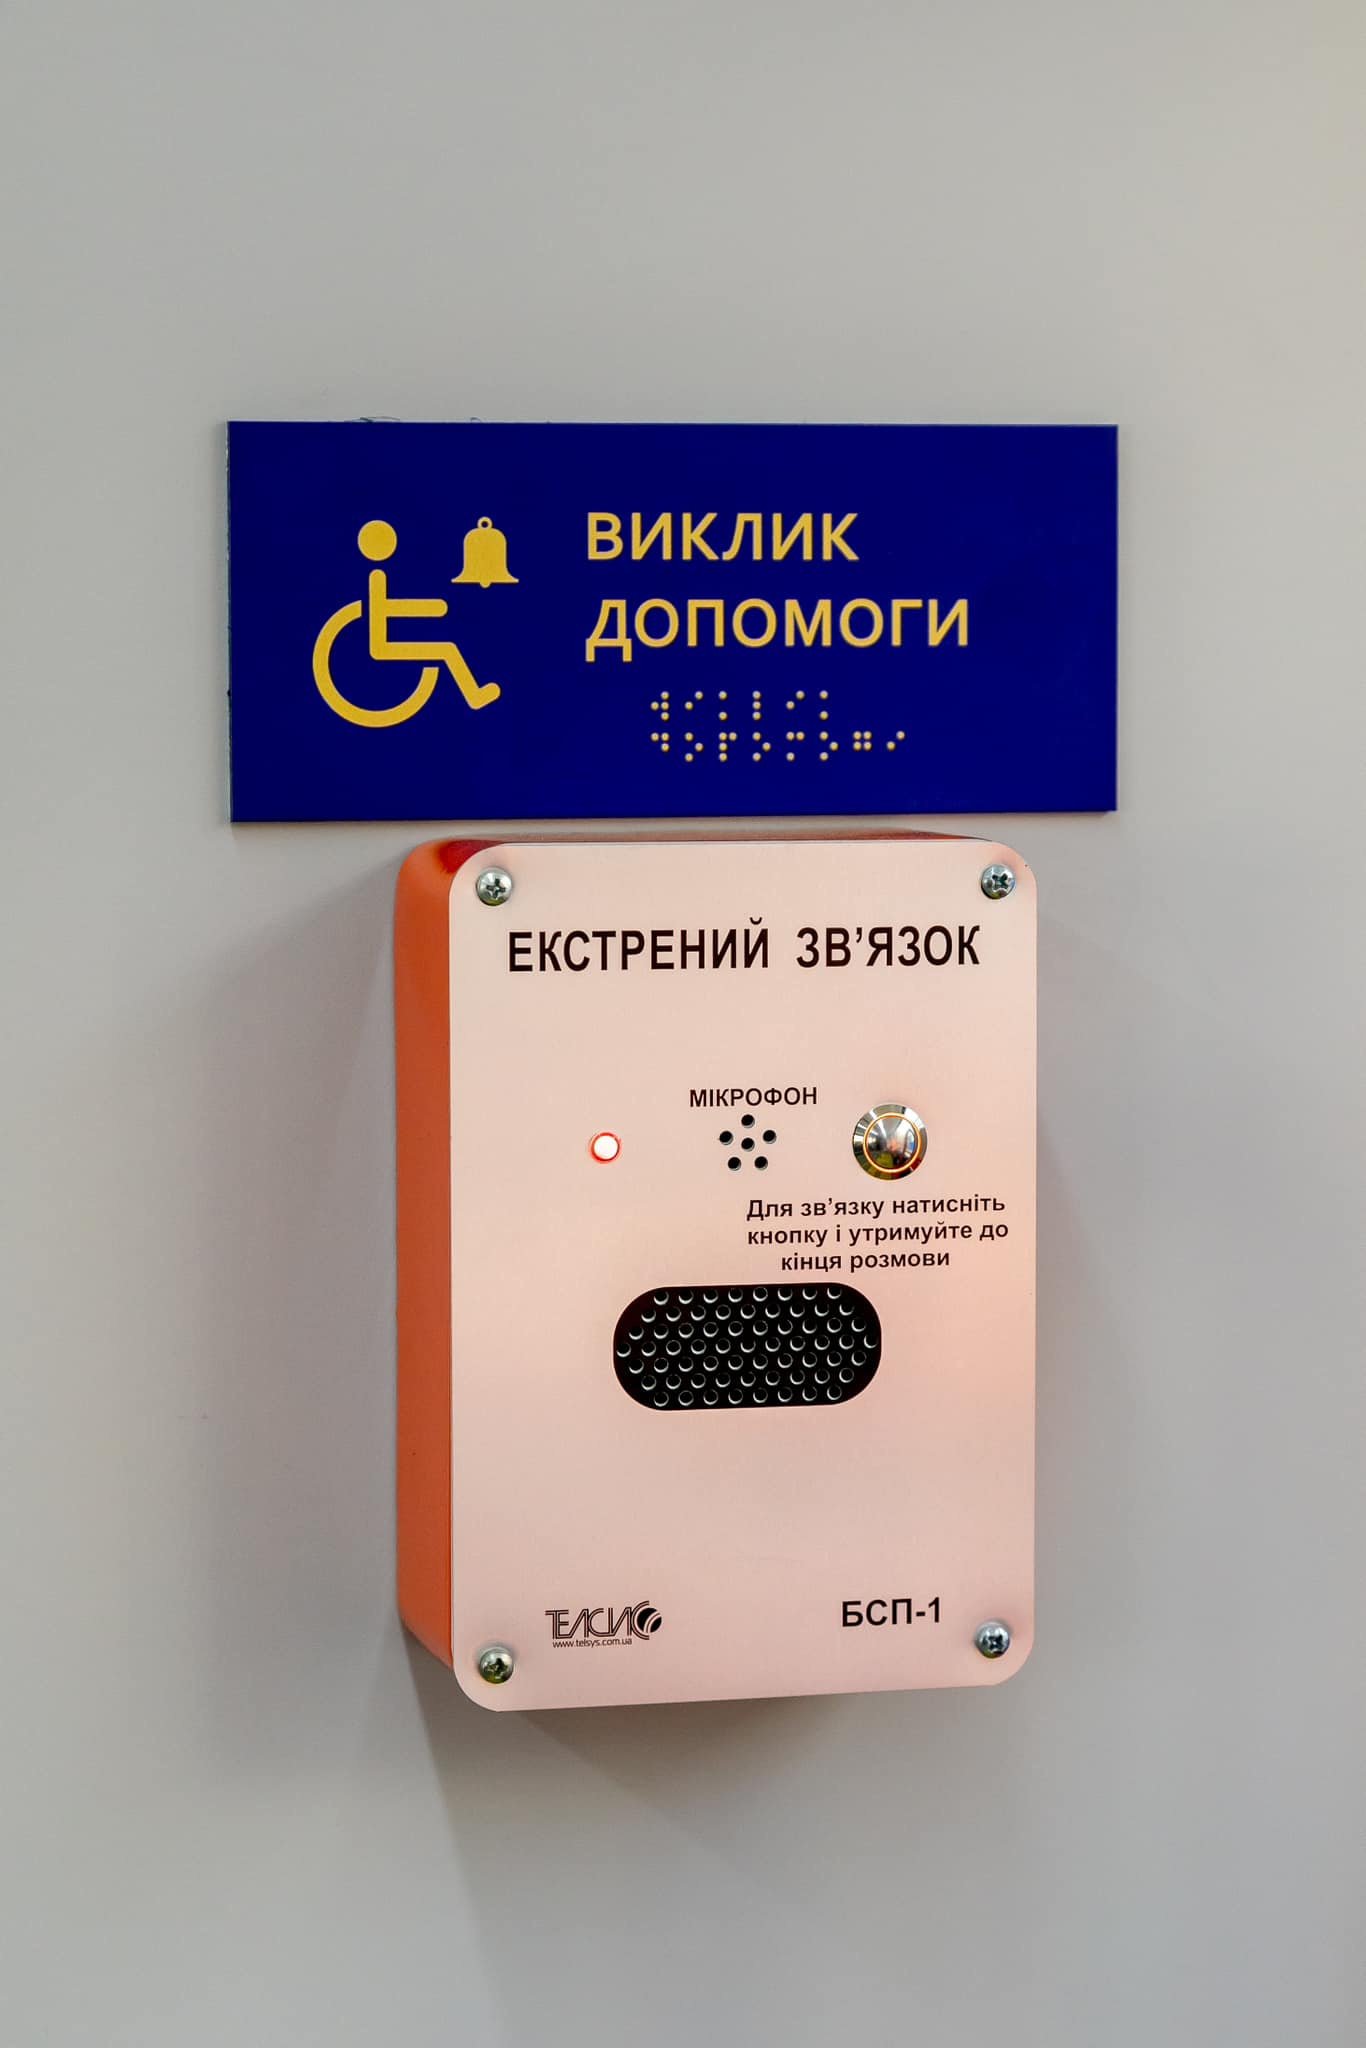 ВИКЛИК
ДОПОМОГИ
ЕКСТРЕНИЙ ЗВ’ЯЗОК
МІКРОФОН
Для зв’язку натисніть
кнопку і утримуйте до
кінця розмови
ТЕЛСИС
www.telsys.com.ua
БСП-1